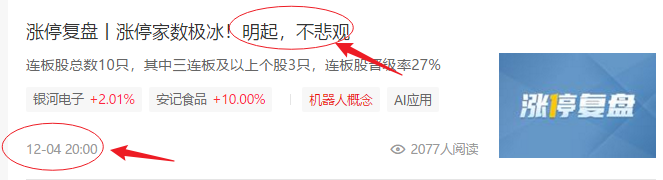 涨停复盘丨涨停家数极冰！明起，不悲观
连板股总数10只，其中三连板及以上个股3只，连板股晋级率27%
银河电子 +2.01% 安记食品 +10.00% 机器人概念 AI应用
涨停复盘
12-04 20:00 2077人阅读